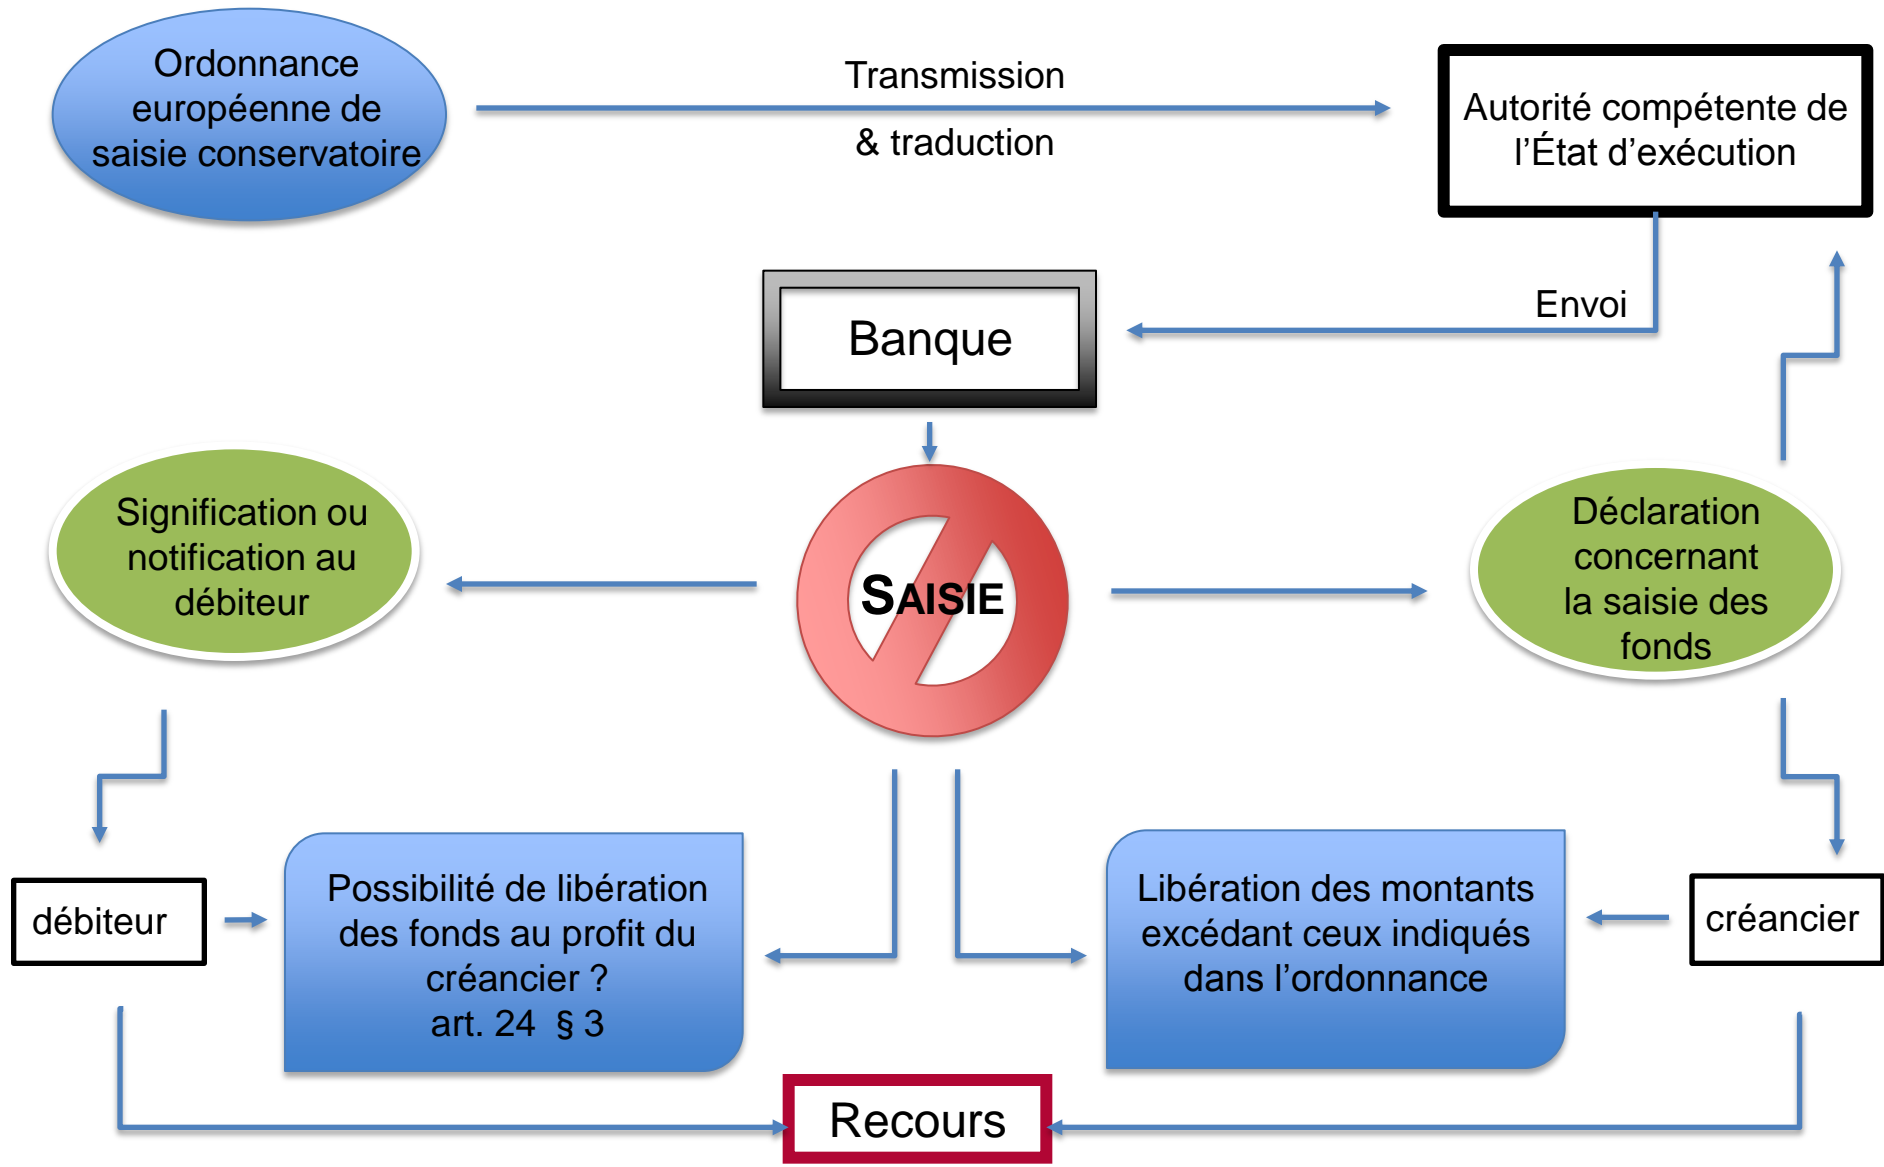 Ordonnance
européenne de
saisie conservatoire
Transmission
& traduction
Autorité compétente de
l’État d’exécution
Envoi
Banque
Signification ou
notification au
débiteur
SAISIE
Déclaration
concernant
la saisie des
fonds
débiteur
Possibilité de libération
des fonds au profit du
créancier ?
art. 24 § 3
Libération des montants
excédant ceux indiqués
dans l’ordonnance
créancier
Recours